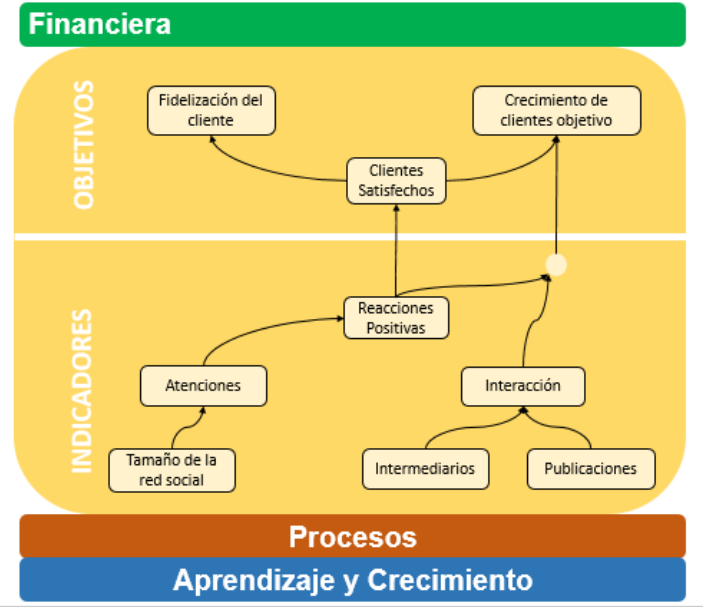 Financiera
OBJETIVOS
Fidelización del
cliente
Crecimiento de
clientes objetivo
Clientes
Satisfechos
INDICADORES
Reacciones
Positivas
Atenciones
Interacción
Tamaño de la
red social
Intermediarios
Publicaciones
Procesos
Aprendizaje y Crecimiento